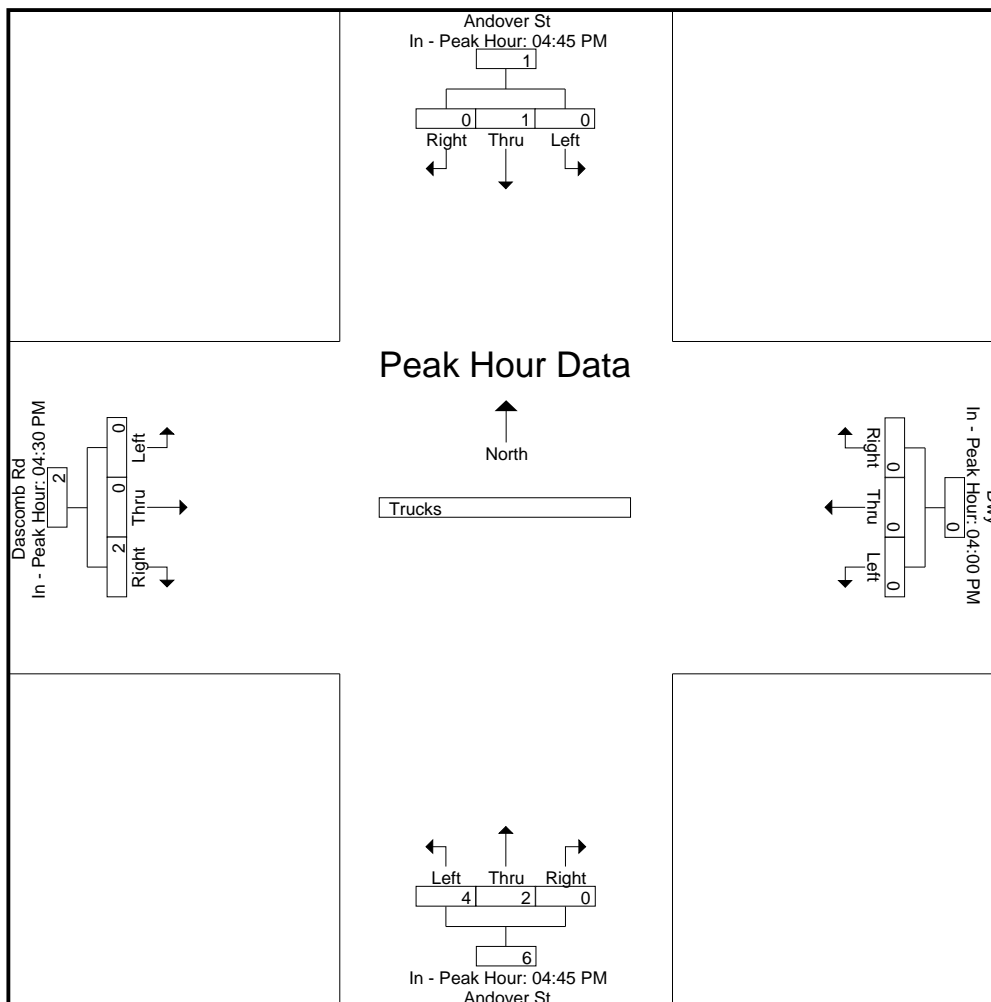 Andover St
In - Peak Hour: 04:45 PM
1
0 1 0
Right Thru Left
Peak Hour Data
North
Trucks
Dascomb Rd
In - Peak Hour: 04:30 PM
2
0 0 2
Left Thru Right
Dwy
In - Peak Hour: 04:00 PM
0
0 0 0
Right Thru Left
Left Thru Right
4 2 0
6
In - Peak Hour: 04:45 PM
Andover St